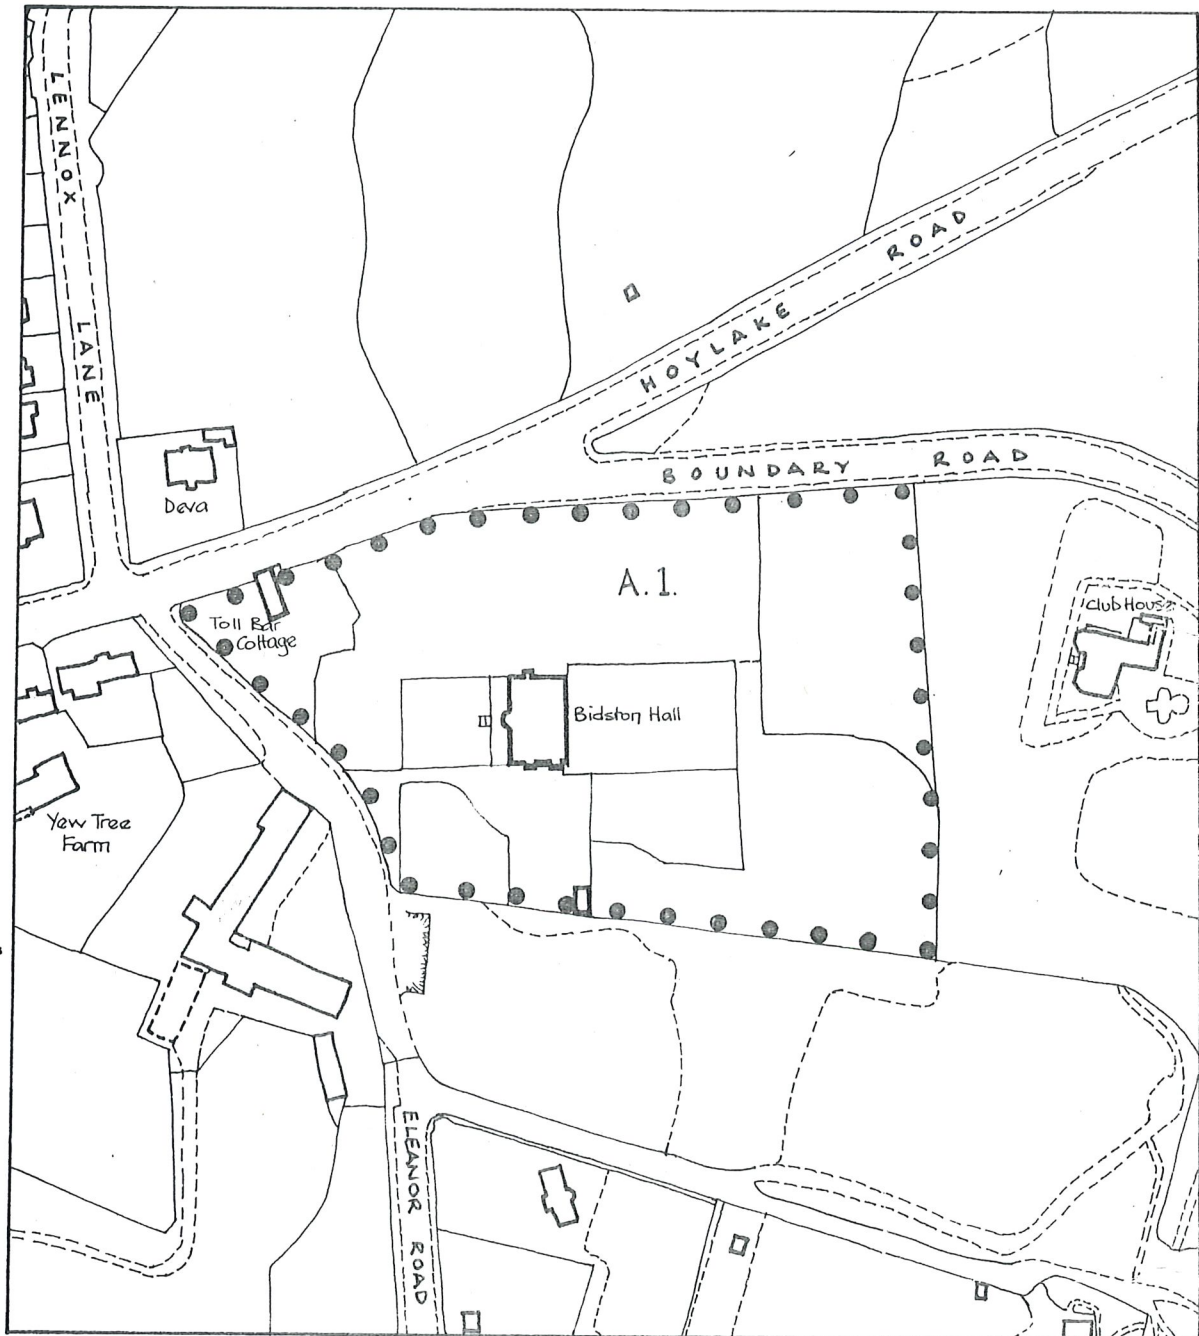 LENNOX LANE
HOYLAKE ROAD
BOUNDARY ROAD
Deva
A.1.
Toll Bar
Cottage
Club House
Bidston Hall
Yew Tree
Farm
ELEANOR ROAD